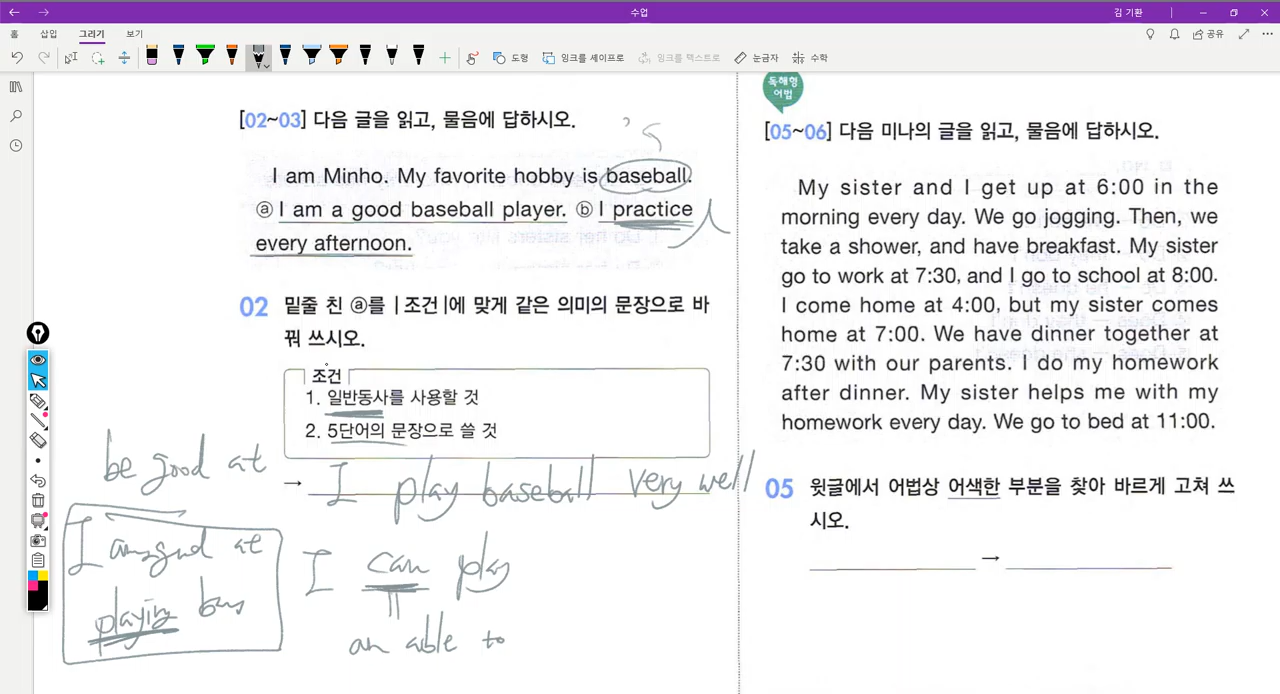 수업
김 기환
홈 삽입 그리기 보기
공유
도형 잉크를 셰이프로 잉크를 텍스트로 눈금자 수학
[02~03] 다음 글을 읽고, 물음에 답하시오.
I am Minho. My favorite hobby is baseball.
ⓐ I am a good baseball player. ⓑ I practice
every afternoon.
02 밑줄 친 ⓐ를 |조건|에 맞게 같은 의미의 문장으로 바
꿔 쓰시오.
조건
1. 일반동사를 사용할 것
2. 5단어의 문장으로 쓸 것
be good at
→ I play baseball very well
I am good at
playing bas
I can play
an able to
독해형
어법
[05~06] 다음 미나의 글을 읽고, 물음에 답하시오.
My sister and I get up at 6:00 in the
morning every day. We go jogging. Then, we
take a shower, and have breakfast. My sister
go to work at 7:30, and I go to school at 8:00.
I come home at 4:00, but my sister comes
home at 7:00. We have dinner together at
7:30 with our parents. I do my homework
after dinner. My sister helps me with my
homework every day. We go to bed at 11:00.
05 윗글에서 어법상 어색한 부분을 찾아 바르게 고쳐 쓰
시오.
→